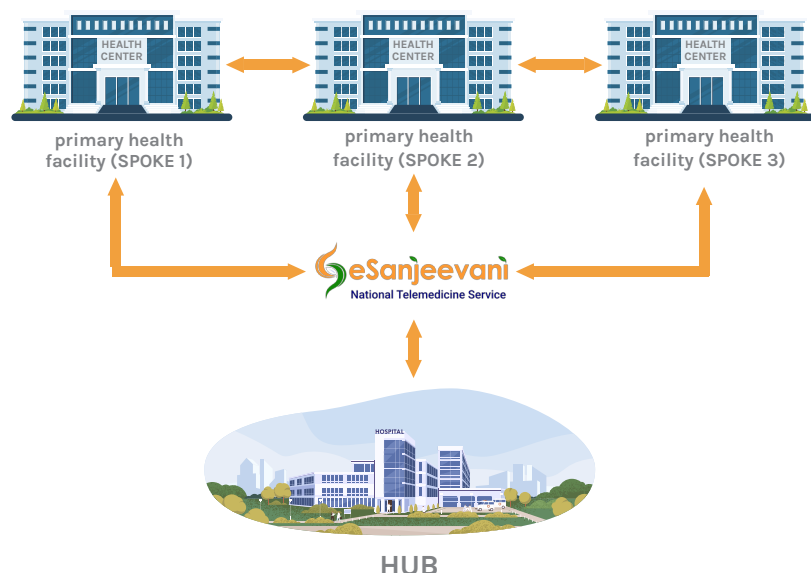 HEALTH
CENTER
HEALTH
CENTER
HEALTH
CENTER
primary health
facility (SPOKE 1)
primary health
facility (SPOKE 2)
primary health
facility (SPOKE 3)
eSanjeevani
National Telemedicine Service
HOSPITAL
HUB